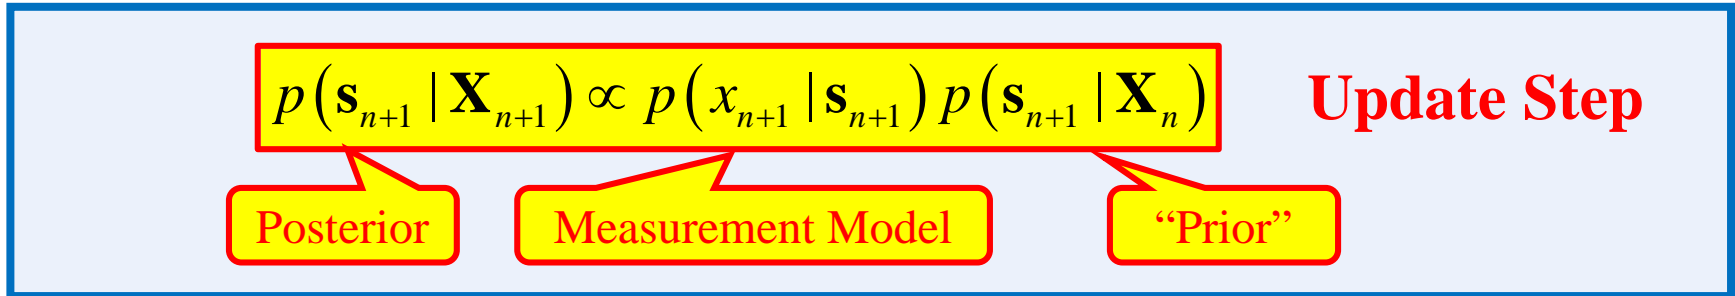 p(s_{n+1} | X_{n+1}) ∝ p(x_{n+1} | s_{n+1}) p(s_{n+1} | X_n) Update Step
Posterior Measurement Model “Prior”